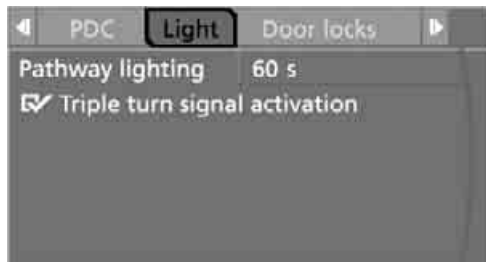 PDC Light Door locks
Pathway lighting 60 s
Triple turn signal activation